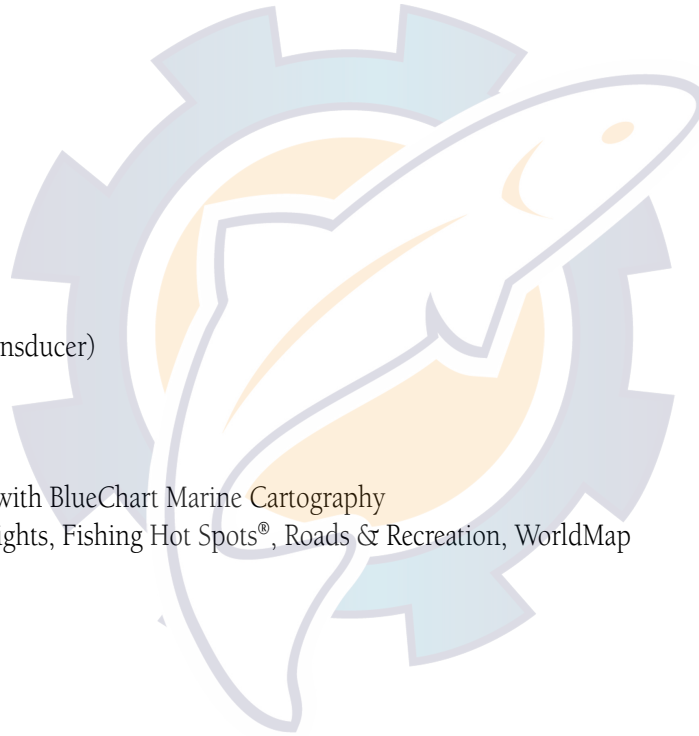 nsducer)
with BlueChart Marine Cartography
ights, Fishing Hot Spots®, Roads & Recreation, WorldMap